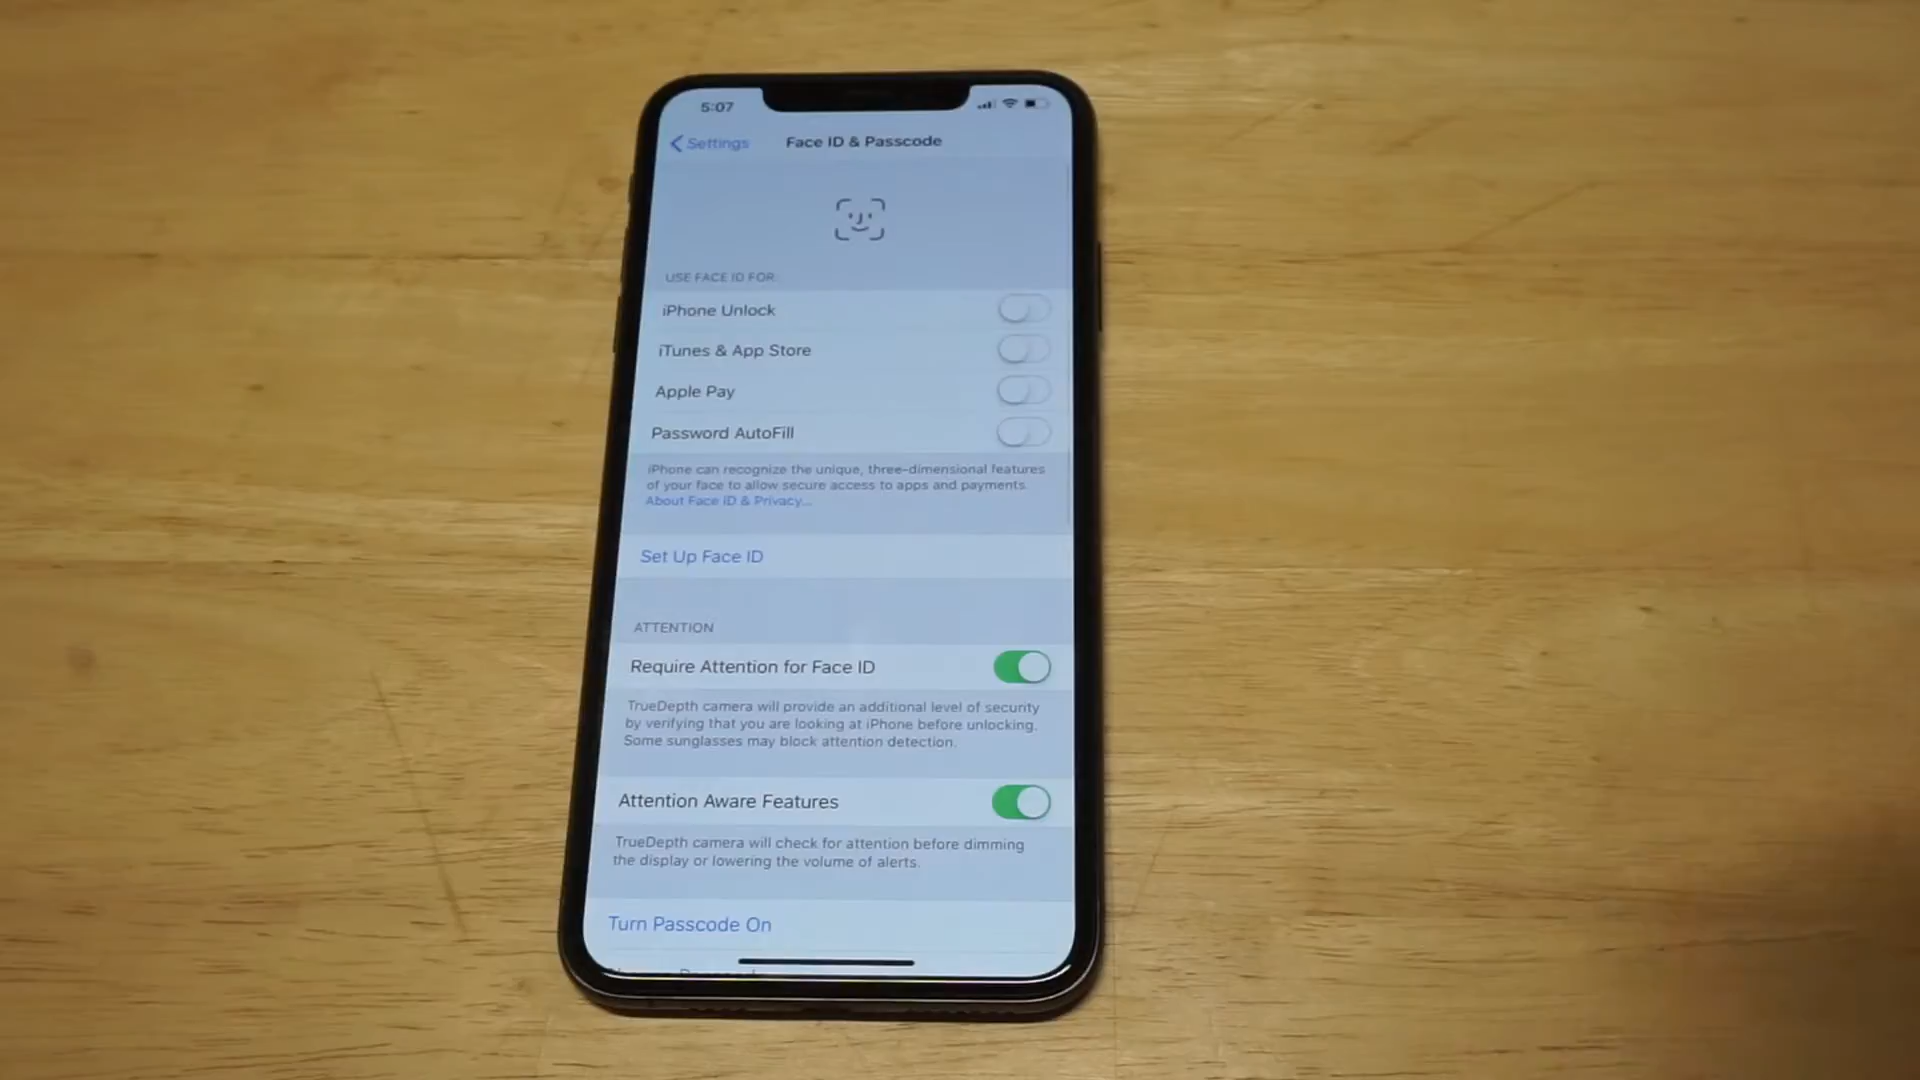 5:07
Settings
Face ID & Passcode
USE FACE ID FOR:
iPhone Unlock
iTunes & App Store
Apple Pay
Password AutoFill
iPhone can recognize the unique, three-dimensional features
of your face to allow secure access to apps and payments.
About Face ID & Privacy...
Set Up Face ID
ATTENTION
Require Attention for Face ID
TrueDepth camera will provide an additional level of security
by verifying that you are looking at iPhone before unlocking.
Some sunglasses may block attention detection.
Attention Aware Features
TrueDepth camera will check for attention before dimming
the display or lowering the volume of alerts.
Turn Passcode On